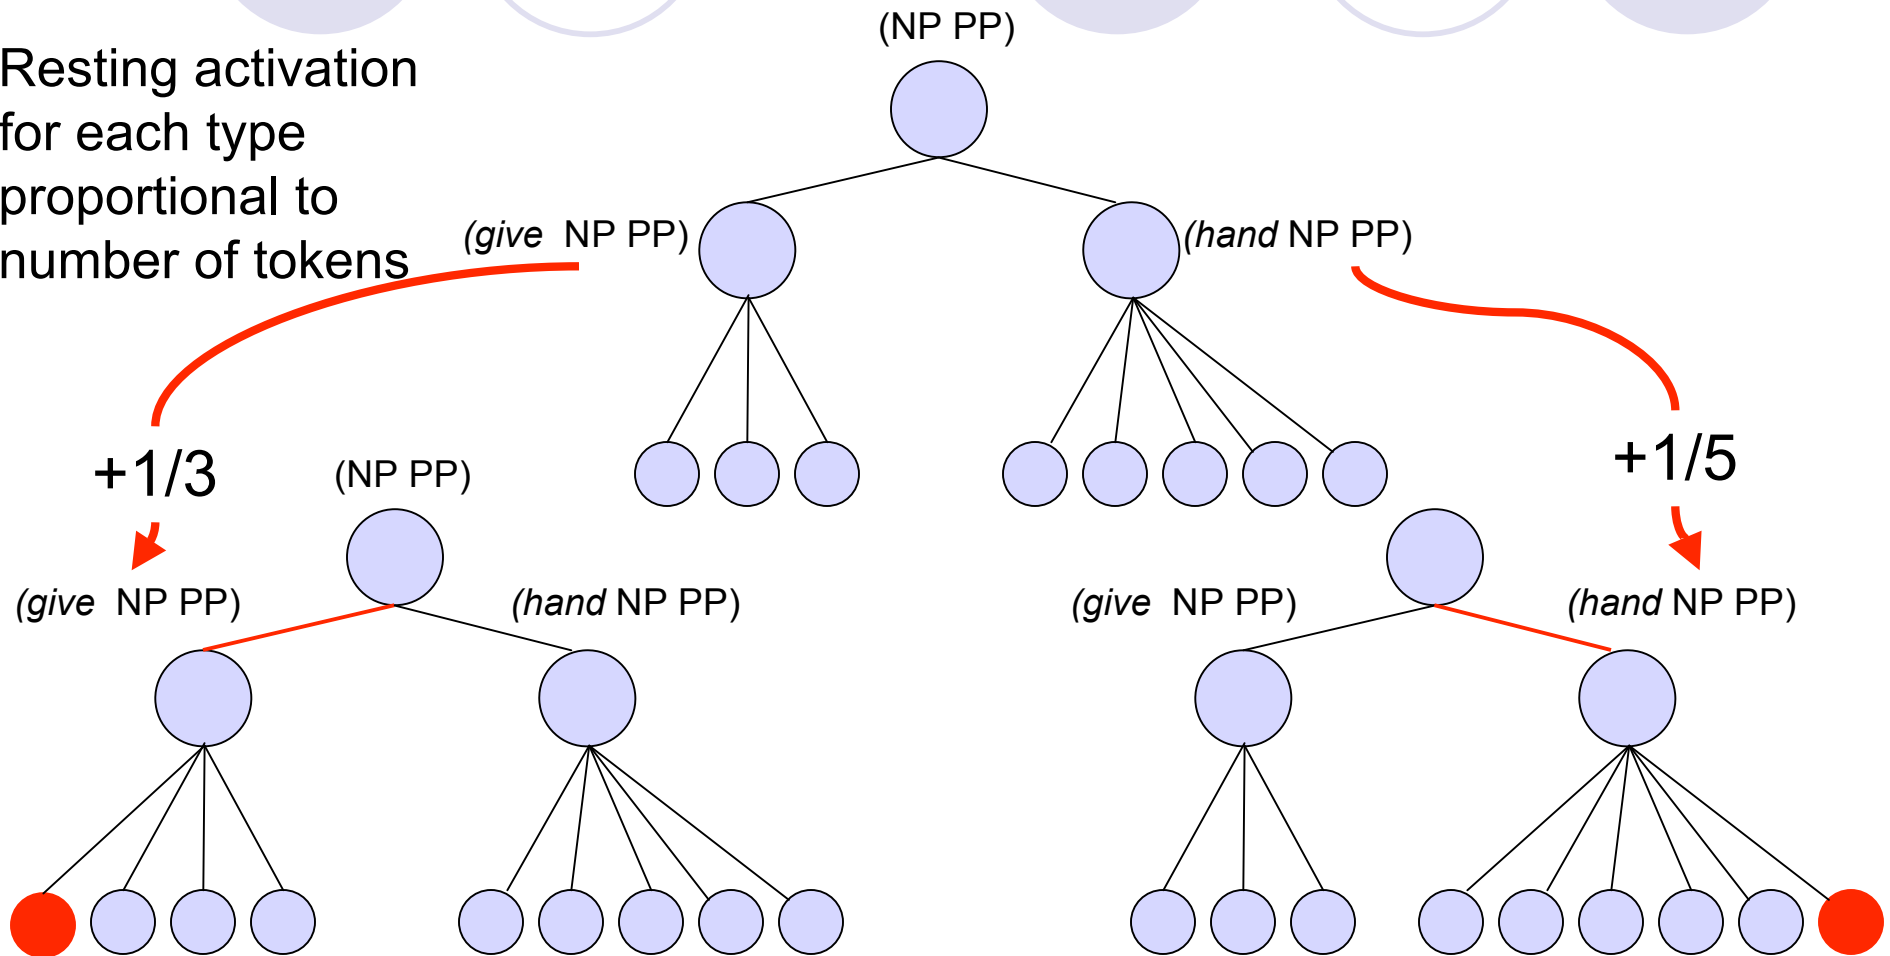 (NP PP)
Resting activation
for each type
proportional to
number of tokens
(give NP PP)
(hand NP PP)
+1/3
(NP PP)
+1/5
(give NP PP)
(hand NP PP)
(give NP PP)
(hand NP PP)